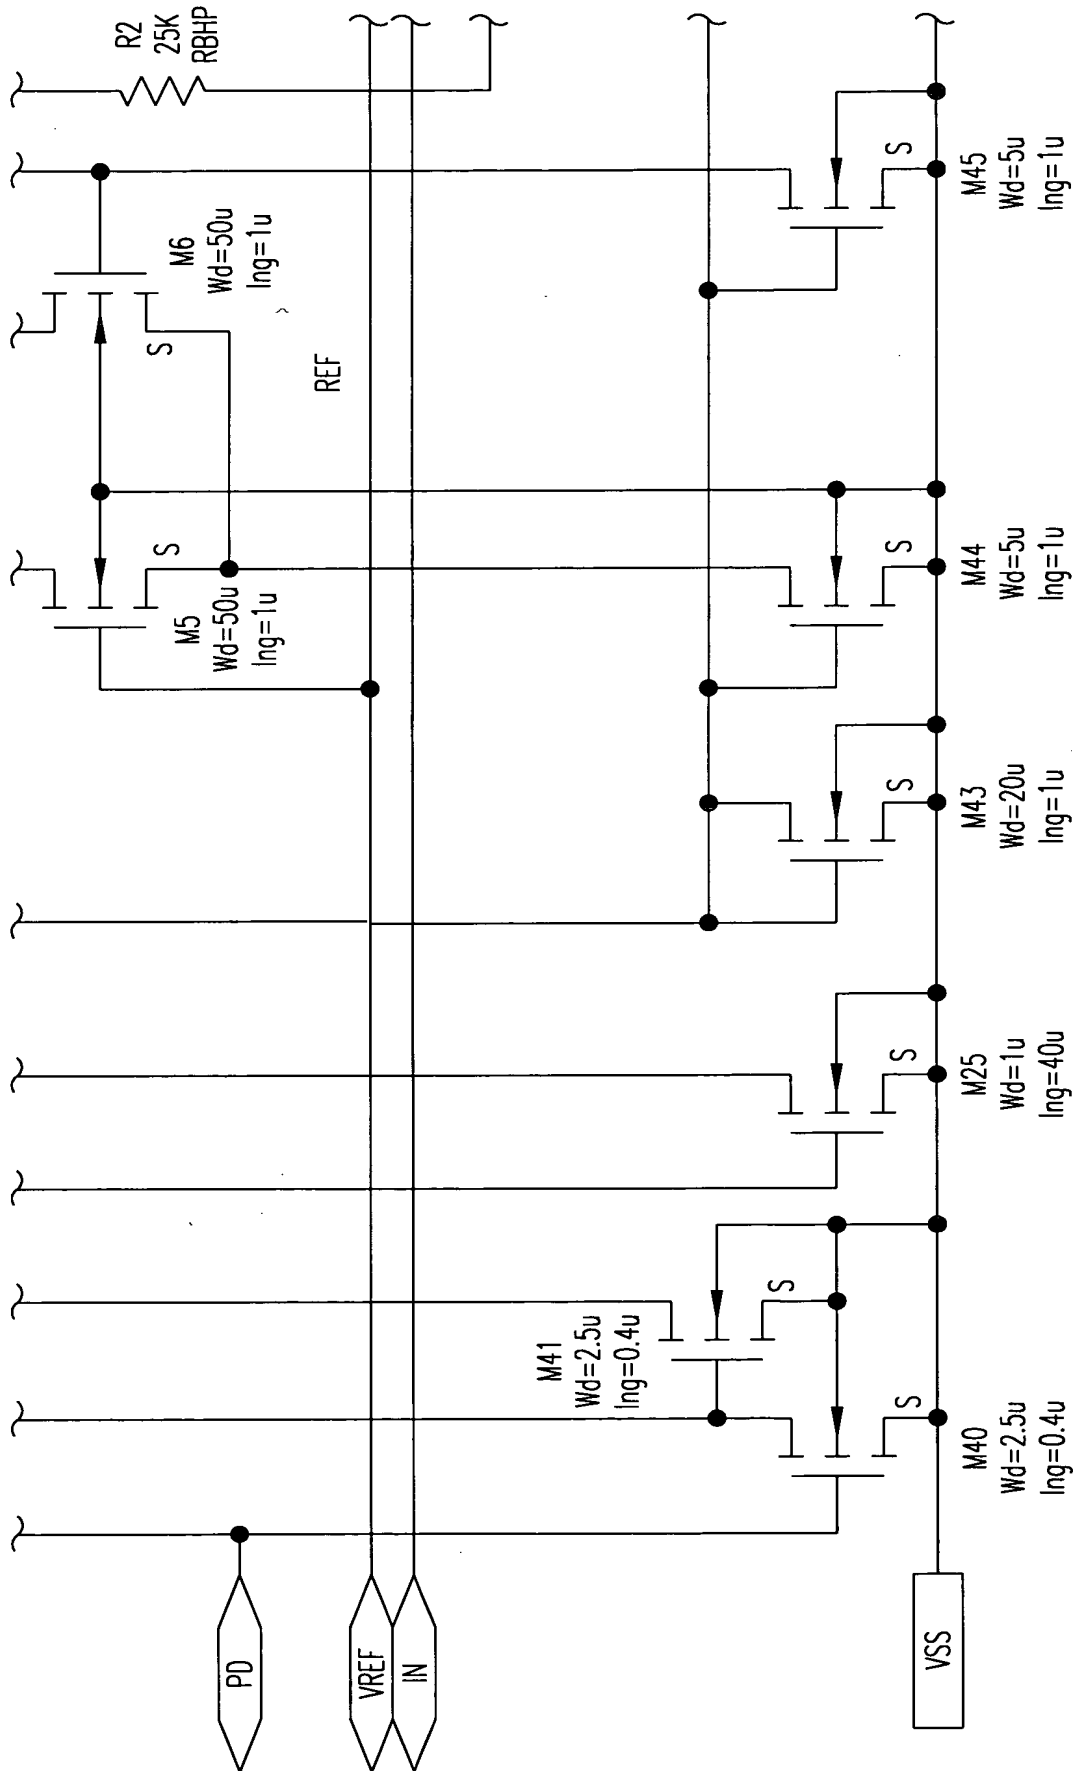 R2
25K
RBHP
M6
Wd=50u
lng=1u
S
REF
S
M5
Wd=50u
lng=1u
M41
Wd=2.5u
lng=0.4u
S
PD
VREF
IN
VSS
S
M40
Wd=2.5u
lng=0.4u
S
M25
Wd=1u
lng=40u
S
M43
Wd=20u
lng=1u
S
M44
Wd=5u
lng=1u
S
M45
Wd=5u
lng=1u